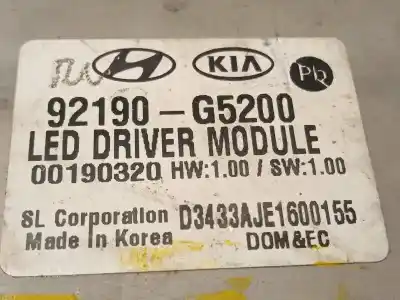 KIA Pb
92190-G5200
LED DRIVER MODULE
00190320 HW:1.00 / SW:1.00
SL Corporation D3433AJE1600155
Made In Korea DOM&EC